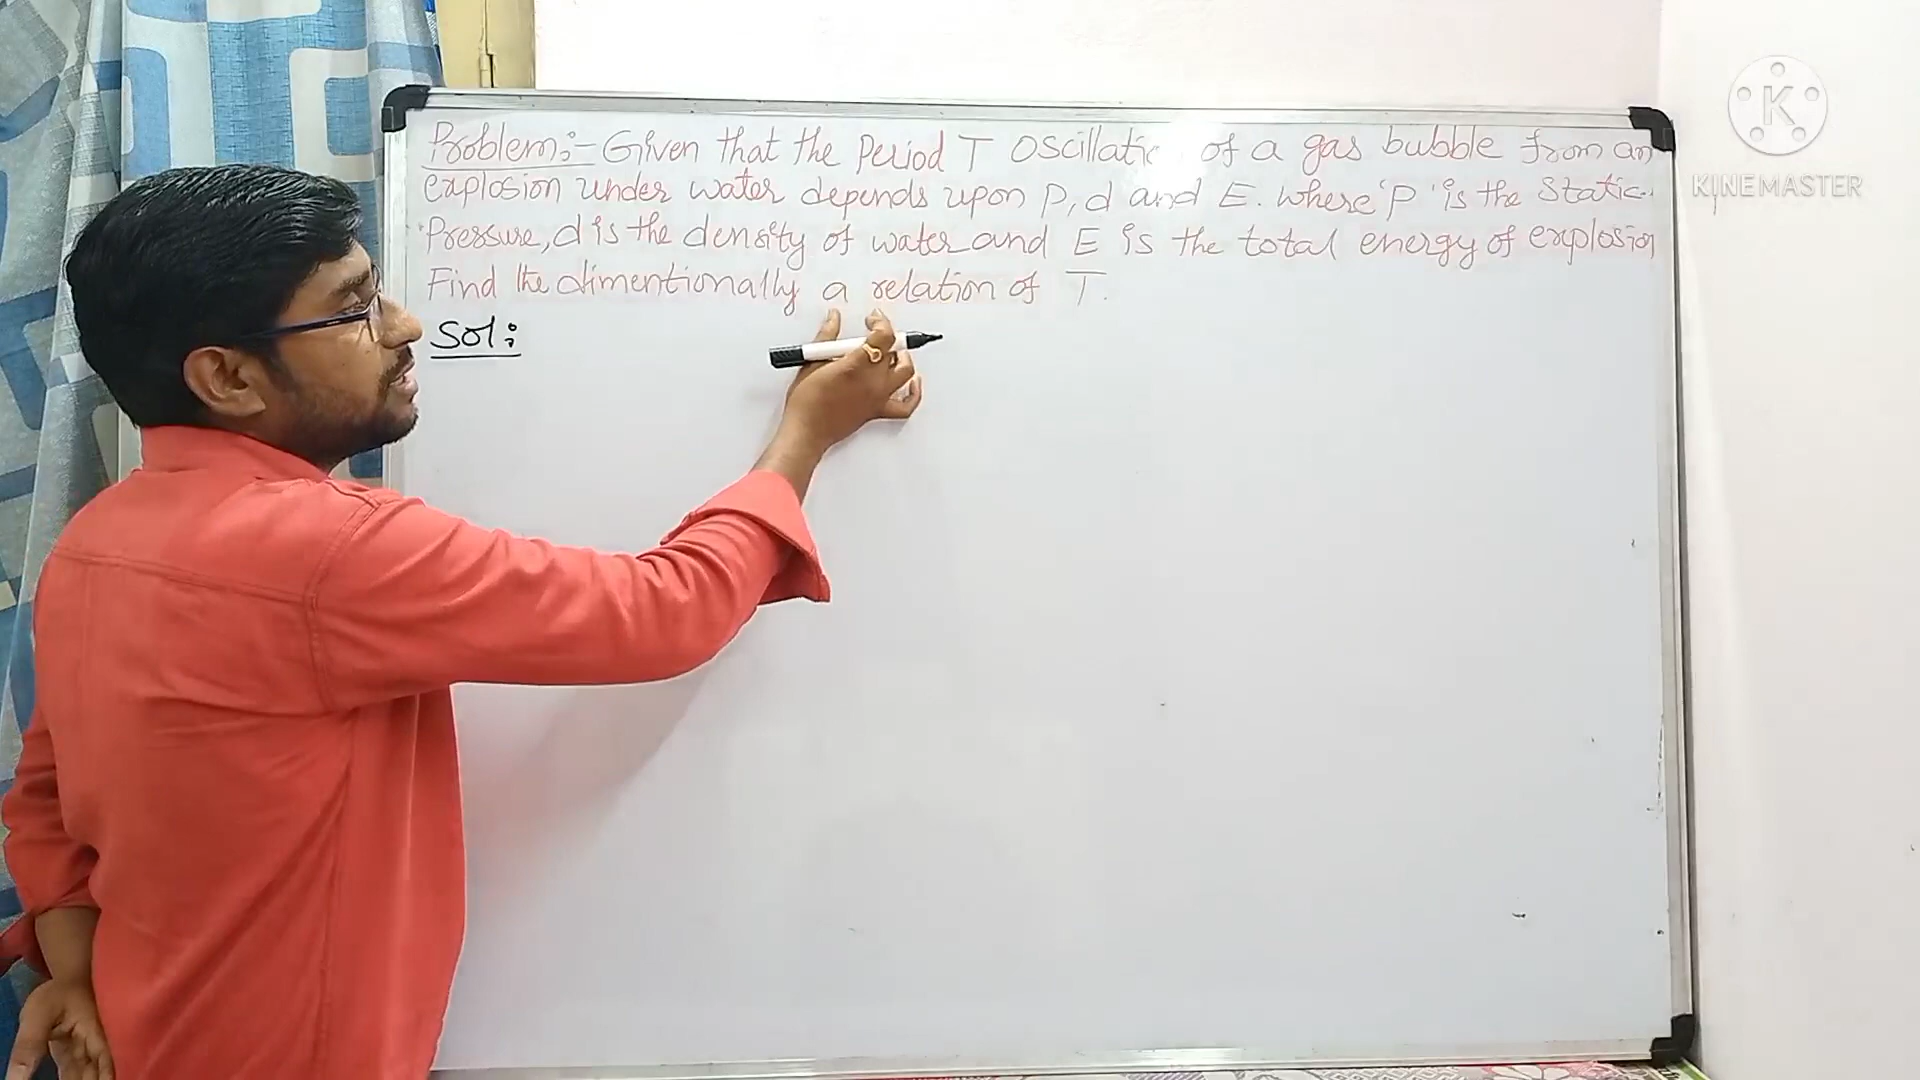 Problem:- Given that the Period T oscillatio of a gas bubble from an
explosion under water depends upon P, d and E. where 'P' is the Static
Pressure, d is the density of water and E is the total energy of explosion
Find the dimentionally a relation of T.
Sol:
K
KINEMASTER